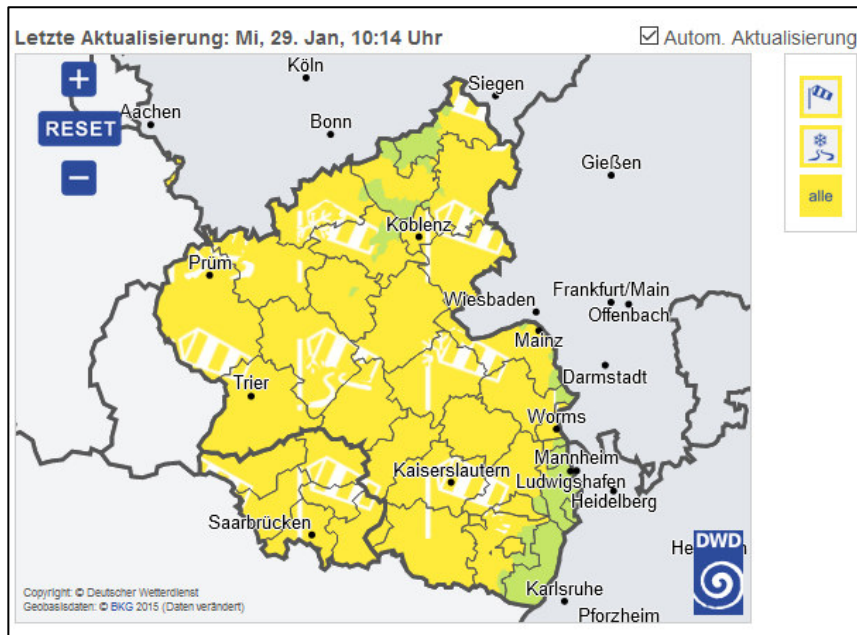 Letzte Aktualisierung: Mi, 29. Jan, 10:14 Uhr
Autom. Aktualisierung
Köln
Siegen
Aachen
RESET
Bonn
Gießen
alle
Koblenz
Prüm
Wiesbaden
Frankfurt/Main
Offenbach
Mainz
Darmstadt
Trier
Worms
Mannheim
Kaiserslautern
Ludwigshafen
Heidelberg
Saarbrücken
DWD
Karlsruhe
Pforzheim
Copyright: © Deutscher Wetterdienst
Geobasisdaten: © BKG 2015 (Daten verändert)